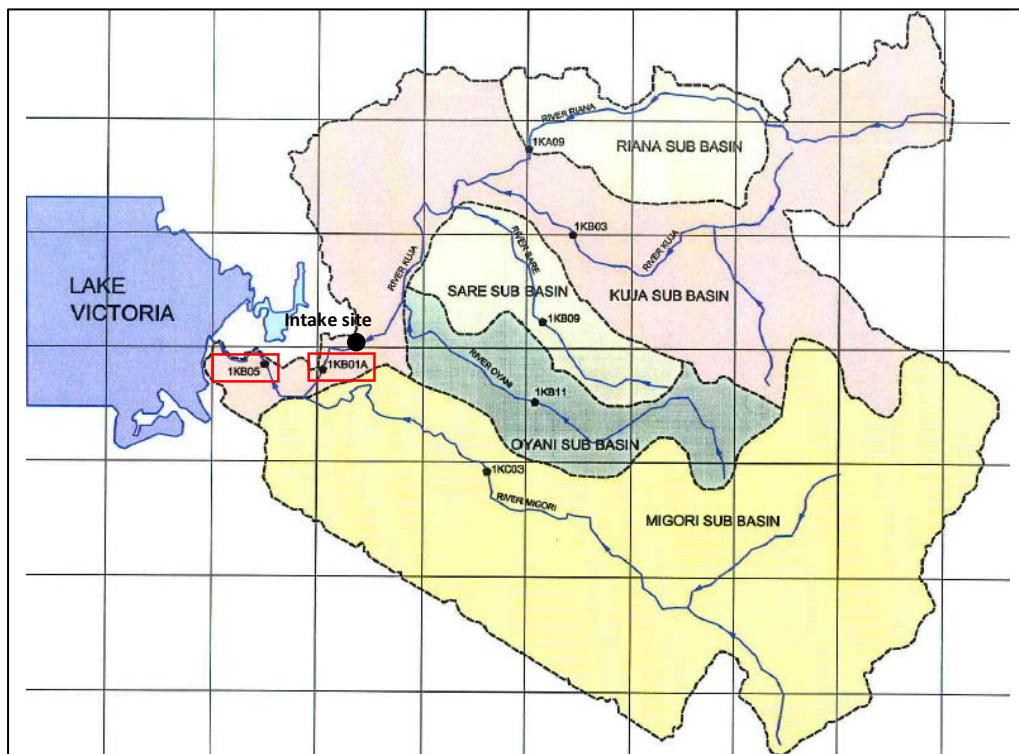 RIVER RIANA
1KA09
RIANA SUB BASIN
1KB03
RIVER KUJA
RIVER SARE
RIVER KUJA
LAKE
VICTORIA
SARE SUB BASIN
KUJA SUB BASIN
Intake site
1KB09
1KB05
1KB01A
RIVER OYANI
1KB11
OYANI SUB BASIN
1KC03
RIVER MIGORI
MIGORI SUB BASIN